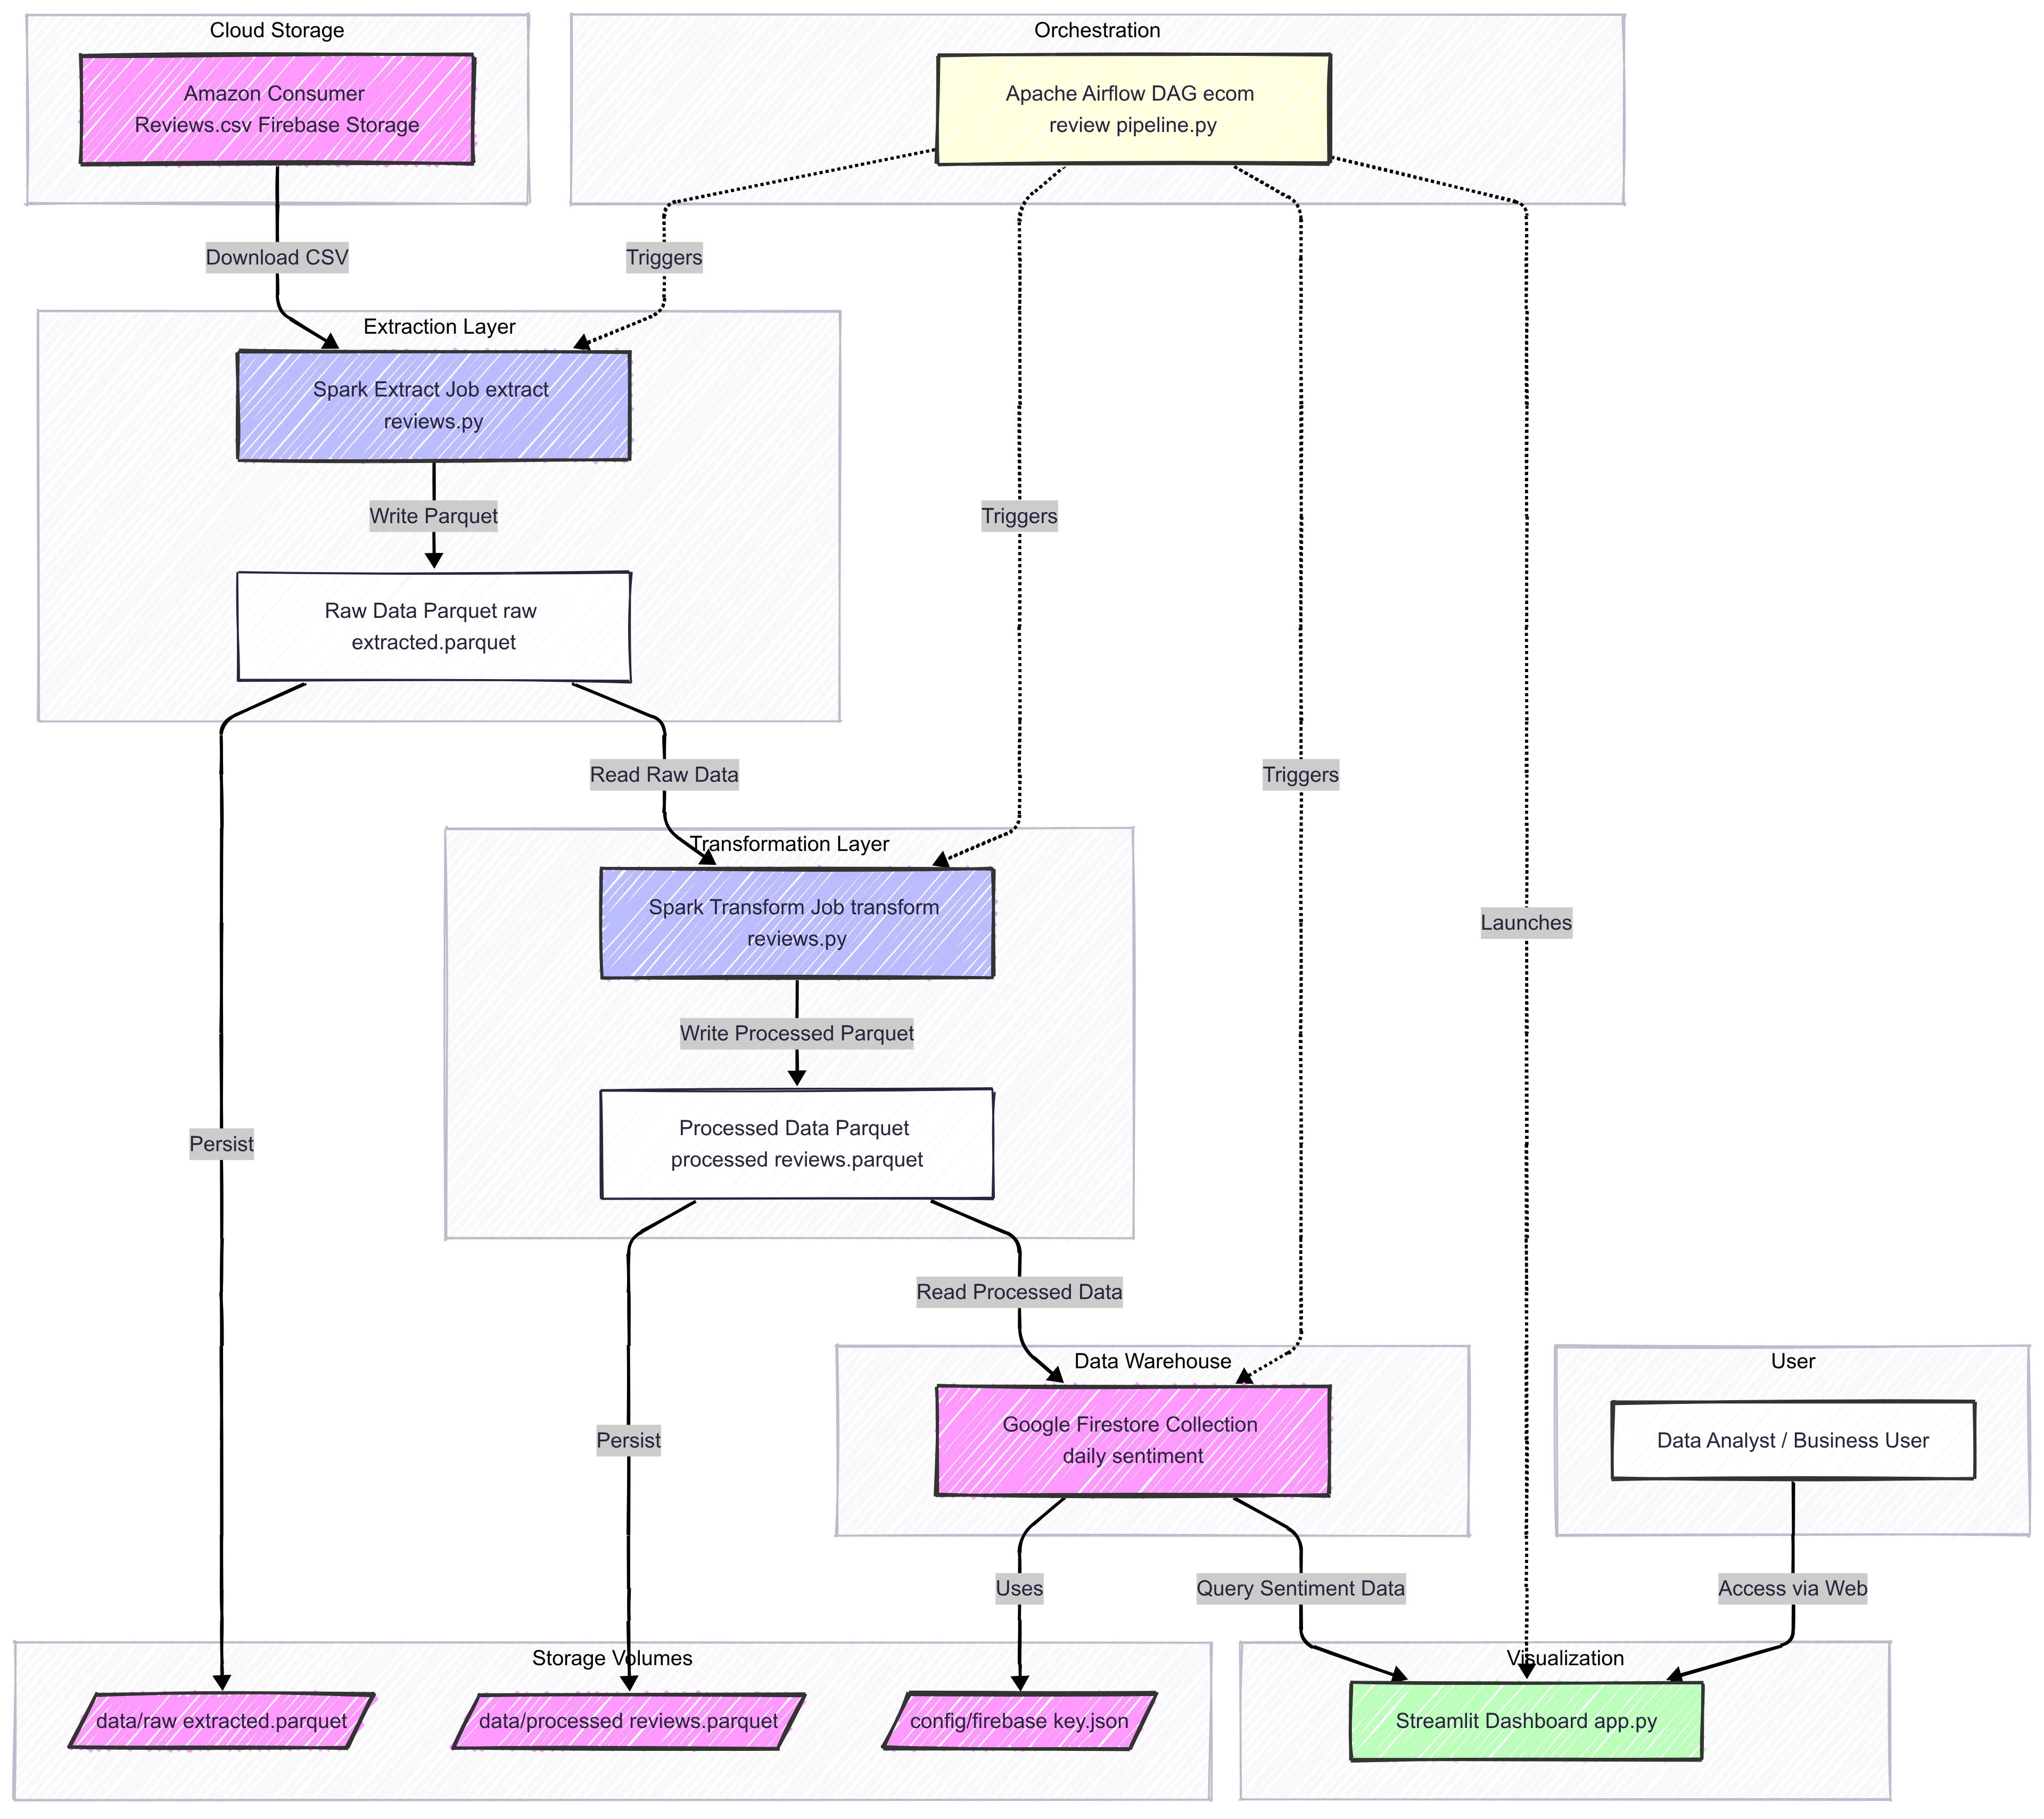 Cloud Storage
Orchestration
Amazon Consumer
Reviews.csv Firebase Storage
Apache Airflow DAG ecom
review pipeline.py
Download CSV
Triggers
Extraction Layer
Spark Extract Job extract
reviews.py
Write Parquet
Triggers
Raw Data Parquet raw
extracted.parquet
Read Raw Data
Triggers
Transformation Layer
Spark Transform Job transform
reviews.py
Launches
Write Processed Parquet
Persist
Processed Data Parquet
processed reviews.parquet
Read Processed Data
Data Warehouse
User
Persist
Google Firestore Collection
daily sentiment
Data Analyst / Business User
Uses
Query Sentiment Data
Access via Web
Storage Volumes
Visualization
data/raw extracted.parquet
data/processed reviews.parquet
config/firebase key.json
Streamlit Dashboard app.py